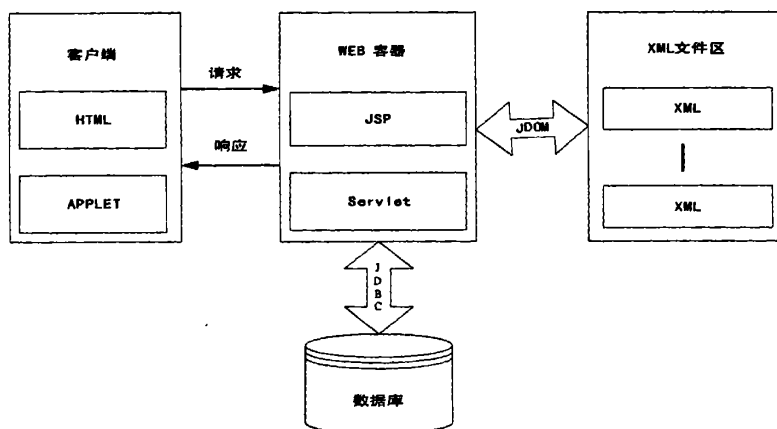 客户端
HTML
APPLET
请求
响应
WEB 容器
JSP
Servlet
JDOM
XML文件区
XML
XML
JDBC
数据库